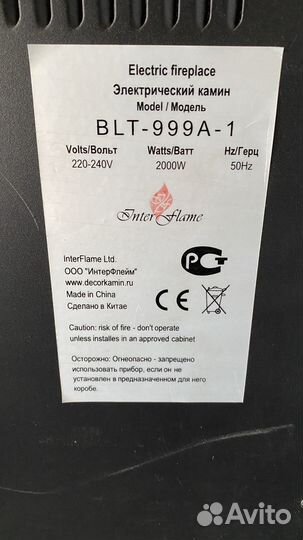 Electric fireplace
Электрический камин
Model / Модель
BLT-999A-1
Volts/Вольт Watts/Ватт Hz/Герц
220-240V 2000W 50Hz
Inter Flame
InterFlame Ltd.
ООО "ИнтерФлейм"
www.decorkamin.ru
Made in China
Сделано в Китае
РСТ
CE
Caution: risk of fire - don't operate
unless installes in an approved cabinet
Осторожно: Огнеопасно - запрещено
использовать прибор, если он не
установлен в предназначенном для него
коробе.
Avito